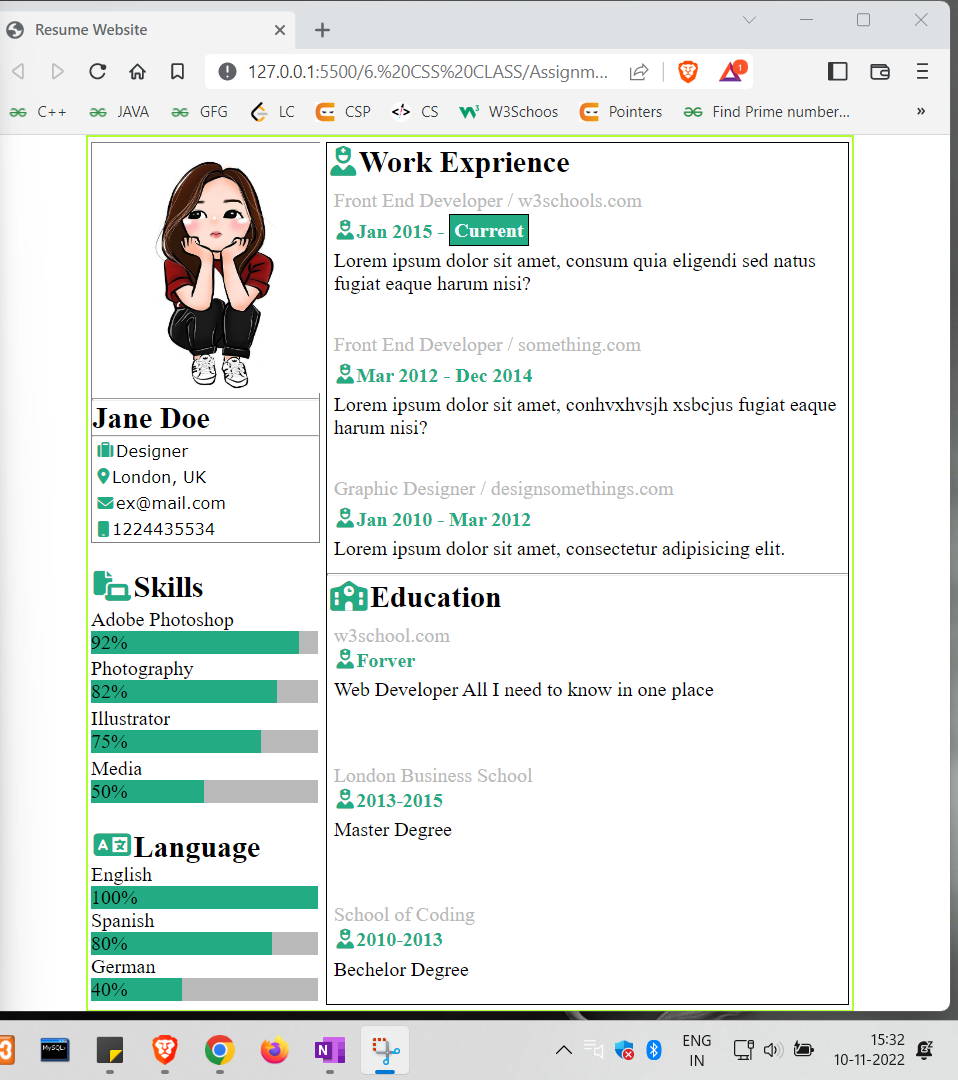 Resume Website
127.0.0.1:5500/6.%20CSS%20CLASS/Assignm...
1
C++
JAVA
GFG
LC
CSP
CS
W3Schoos
Pointers
Find Prime number...
»
Jane Doe
Designer
London, UK
ex@mail.com
1224435534
Skills
Adobe Photoshop
92%
Photography
82%
Illustrator
75%
Media
50%
Language
English
100%
Spanish
80%
German
40%
Work Exprience
Front End Developer / w3schools.com
Jan 2015 - Current
Lorem ipsum dolor sit amet, consum quia eligendi sed natus
fugiat eaque harum nisi?
Front End Developer / something.com
Mar 2012 - Dec 2014
Lorem ipsum dolor sit amet, conhvxhvsjh xsbcjus fugiat eaque
harum nisi?
Graphic Designer / designsomethings.com
Jan 2010 - Mar 2012
Lorem ipsum dolor sit amet, consectetur adipisicing elit.
Education
w3school.com
Forver
Web Developer All I need to know in one place
London Business School
2013-2015
Master Degree
School of Coding
2010-2013
Bechelor Degree
MySQL
ENG
IN
15:32
10-11-2022